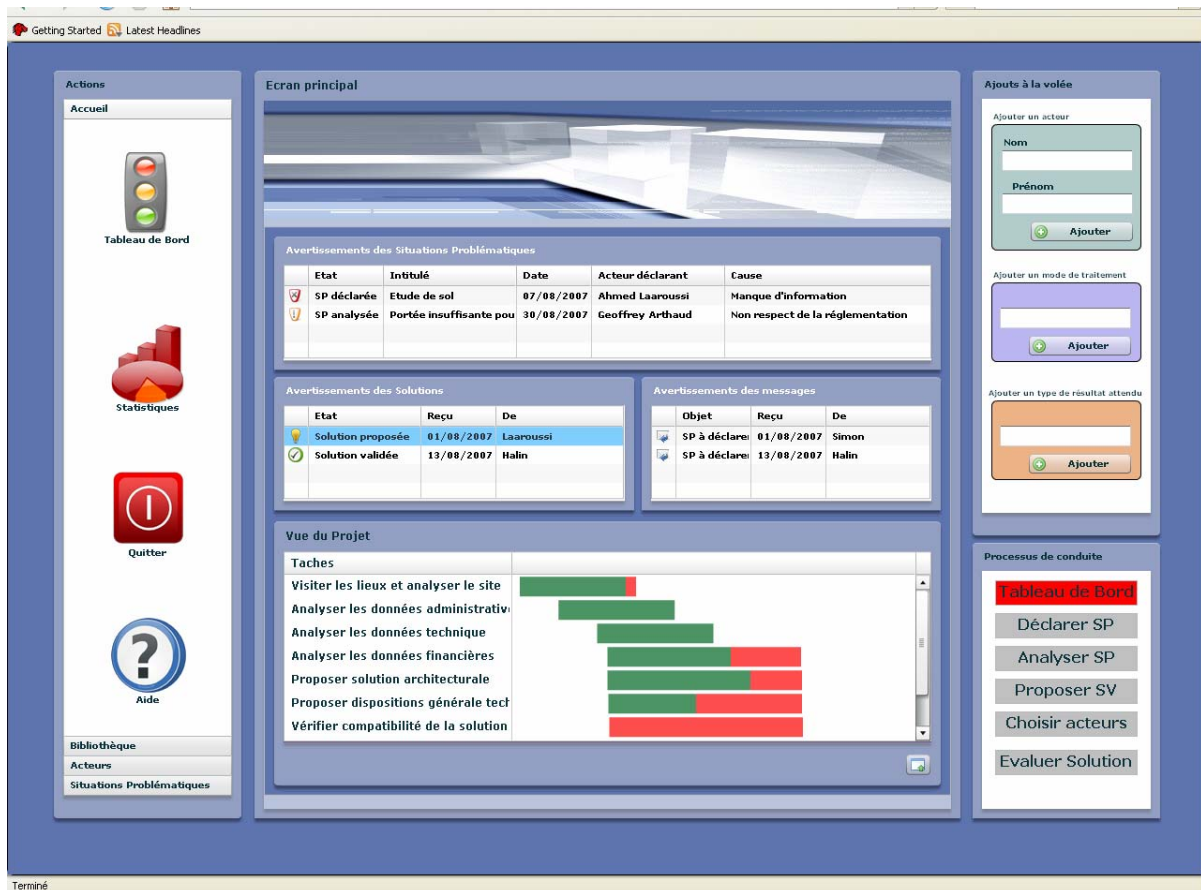 Getting Started Latest Headlines
Actions
Accueil
Tableau de Bord
Statistiques
Quitter
Aide
Bibliothèque
Acteurs
Situations Problématiques
Ecran principal
Avertissements des Situations Problématiques
Etat Intitulé Date Acteur déclarant Cause
SP déclarée Etude de sol 07/08/2007 Ahmed Laaroussi Manque d'information
SP analysée Portée insuffisante pou 30/08/2007 Geoffrey Arthaud Non respect de la réglementation
Avertissements des Solutions
Etat Reçu De
Solution proposée 01/08/2007 Laaroussi
Solution validée 13/08/2007 Halin
Avertissements des messages
Objet Reçu De
SP à déclarer 01/08/2007 Simon
SP à déclarer 13/08/2007 Halin
Vue du Projet
Taches
Visiter les lieux et analyser le site
Analyser les données administrativ
Analyser les données technique
Analyser les données financières
Proposer solution architecturale
Proposer dispositions générale tech
Vérifier compatibilité de la solution
Ajouts à la volée
Ajouter un acteur
Nom
Prénom
Ajouter
Ajouter un mode de traitement
Ajouter
Ajouter un type de résultat attendu
Ajouter
Processus de conduite
Tableau de Bord
Déclarer SP
Analyser SP
Proposer SV
Choisir acteurs
Evaluer Solution
Terminé